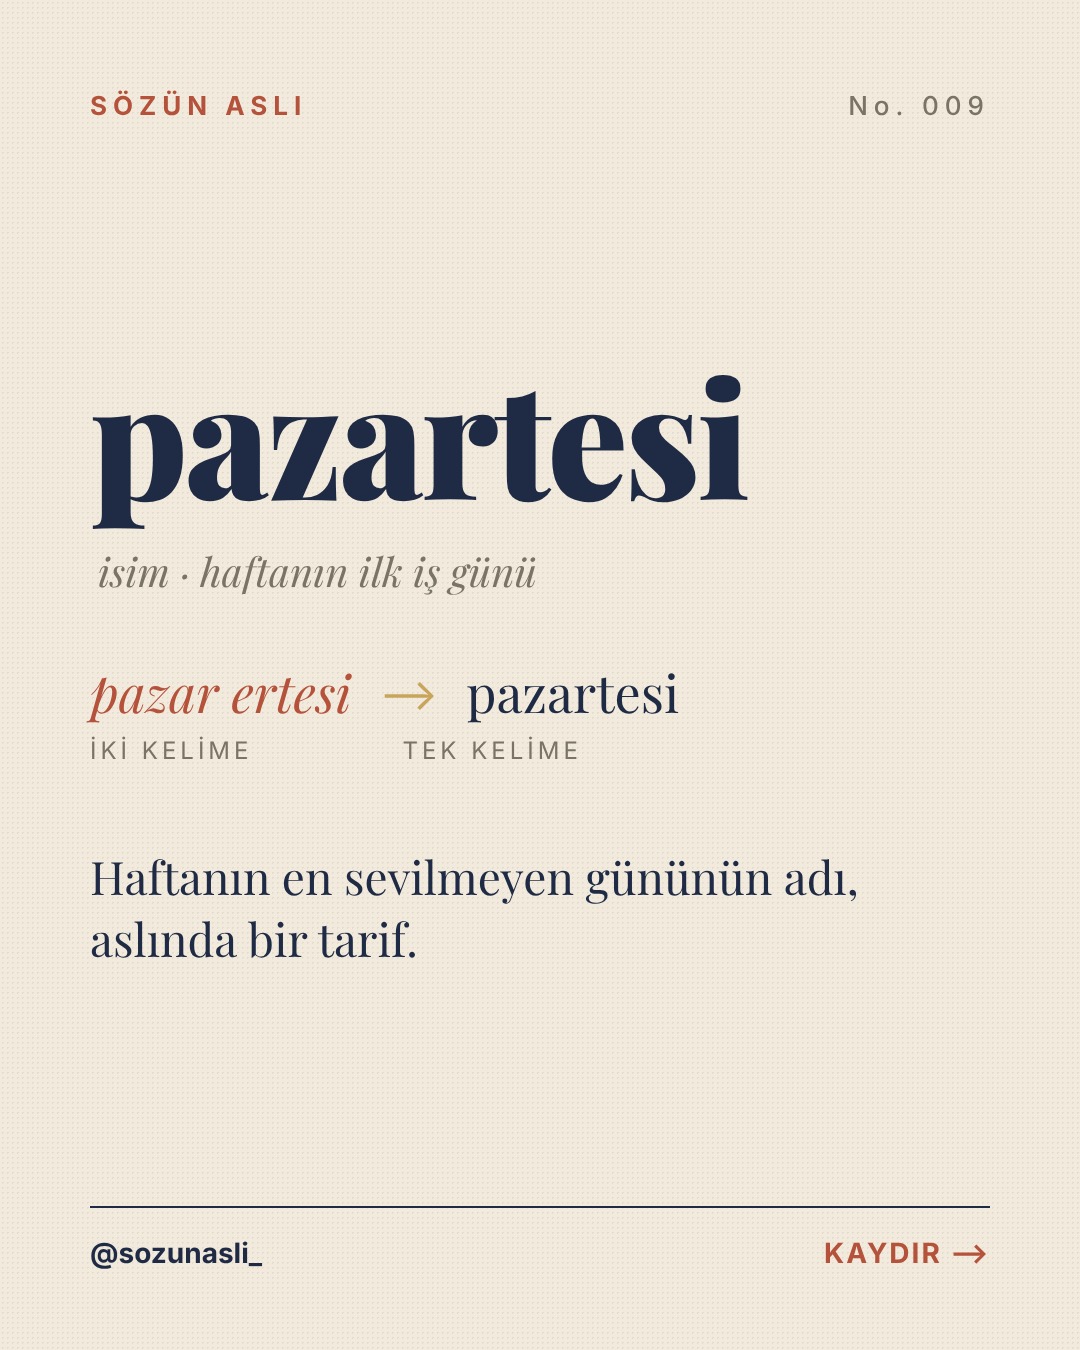 SÖZÜN ASLI
No. 009
pazartesi
isim · haftanın ilk iş günü
pazar ertesi → pazartesi
İKİ KELİME TEK KELİME
Haftanın en sevilmeyen gününün adı,
aslında bir tarif.
@sozunasli_
KAYDIR →